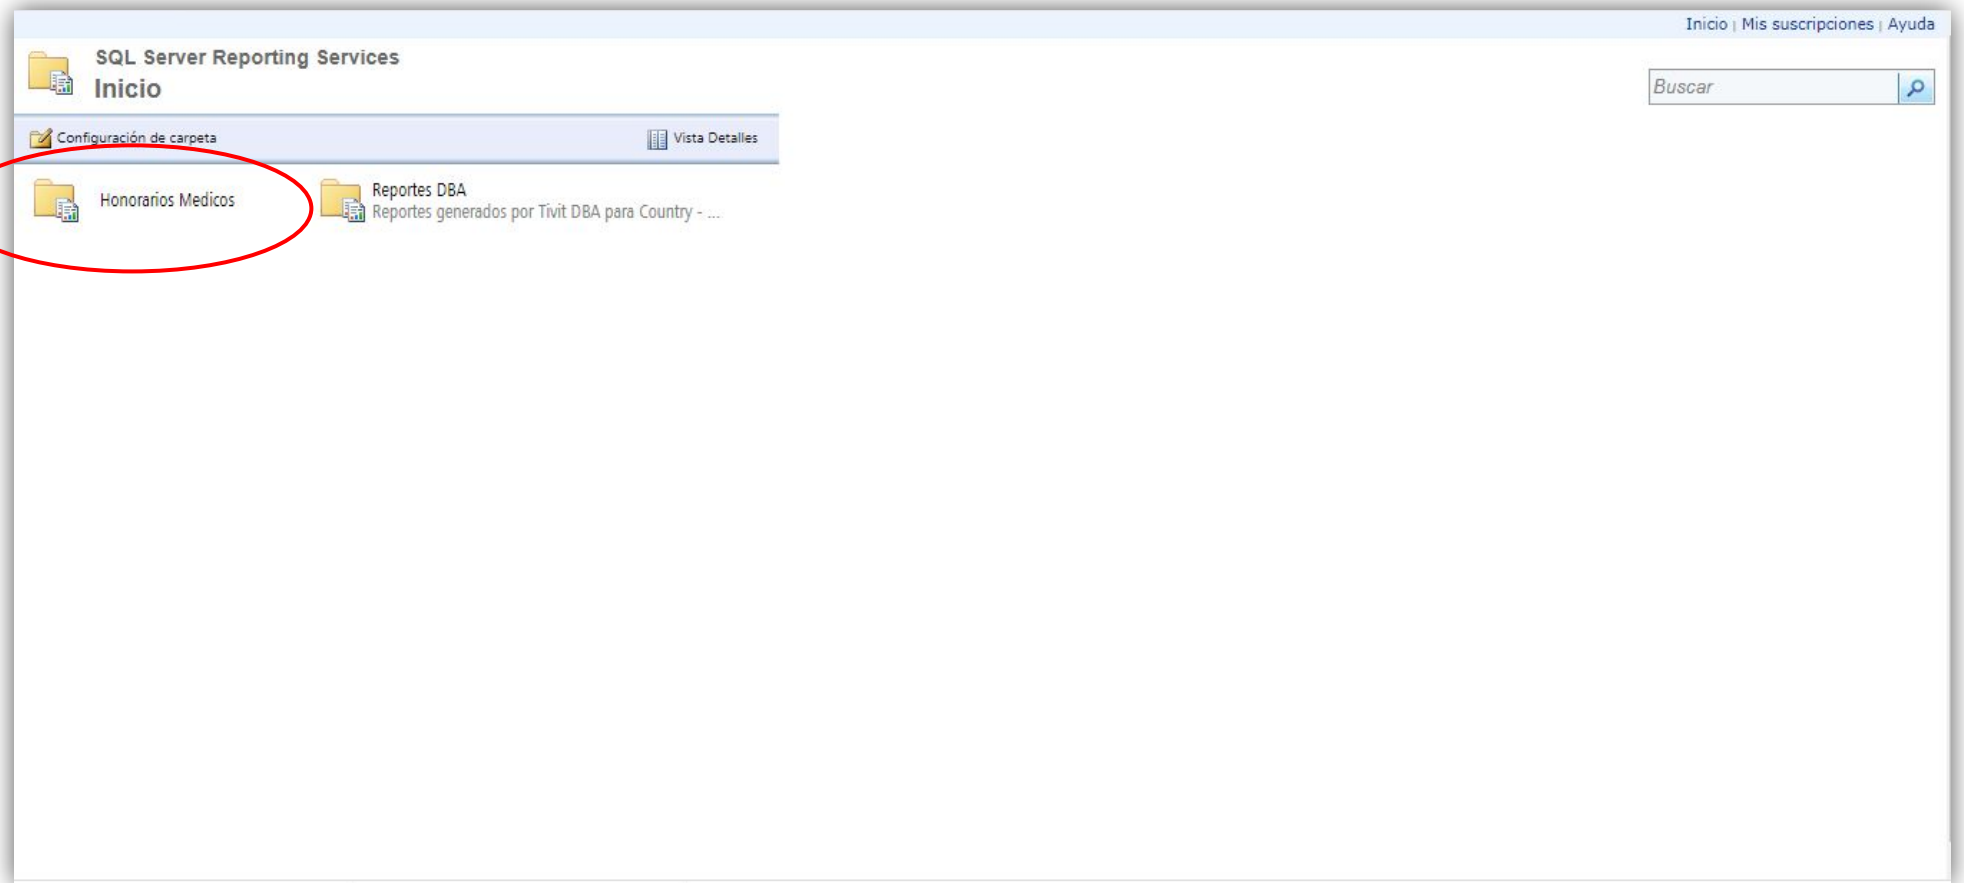 Inicio | Mis suscripciones | Ayuda
SQL Server Reporting Services
Inicio
Buscar
Configuración de carpeta
Vista Detalles
Honorarios Medicos
Reportes DBA
Reportes generados por Tivit DBA para Country - ...